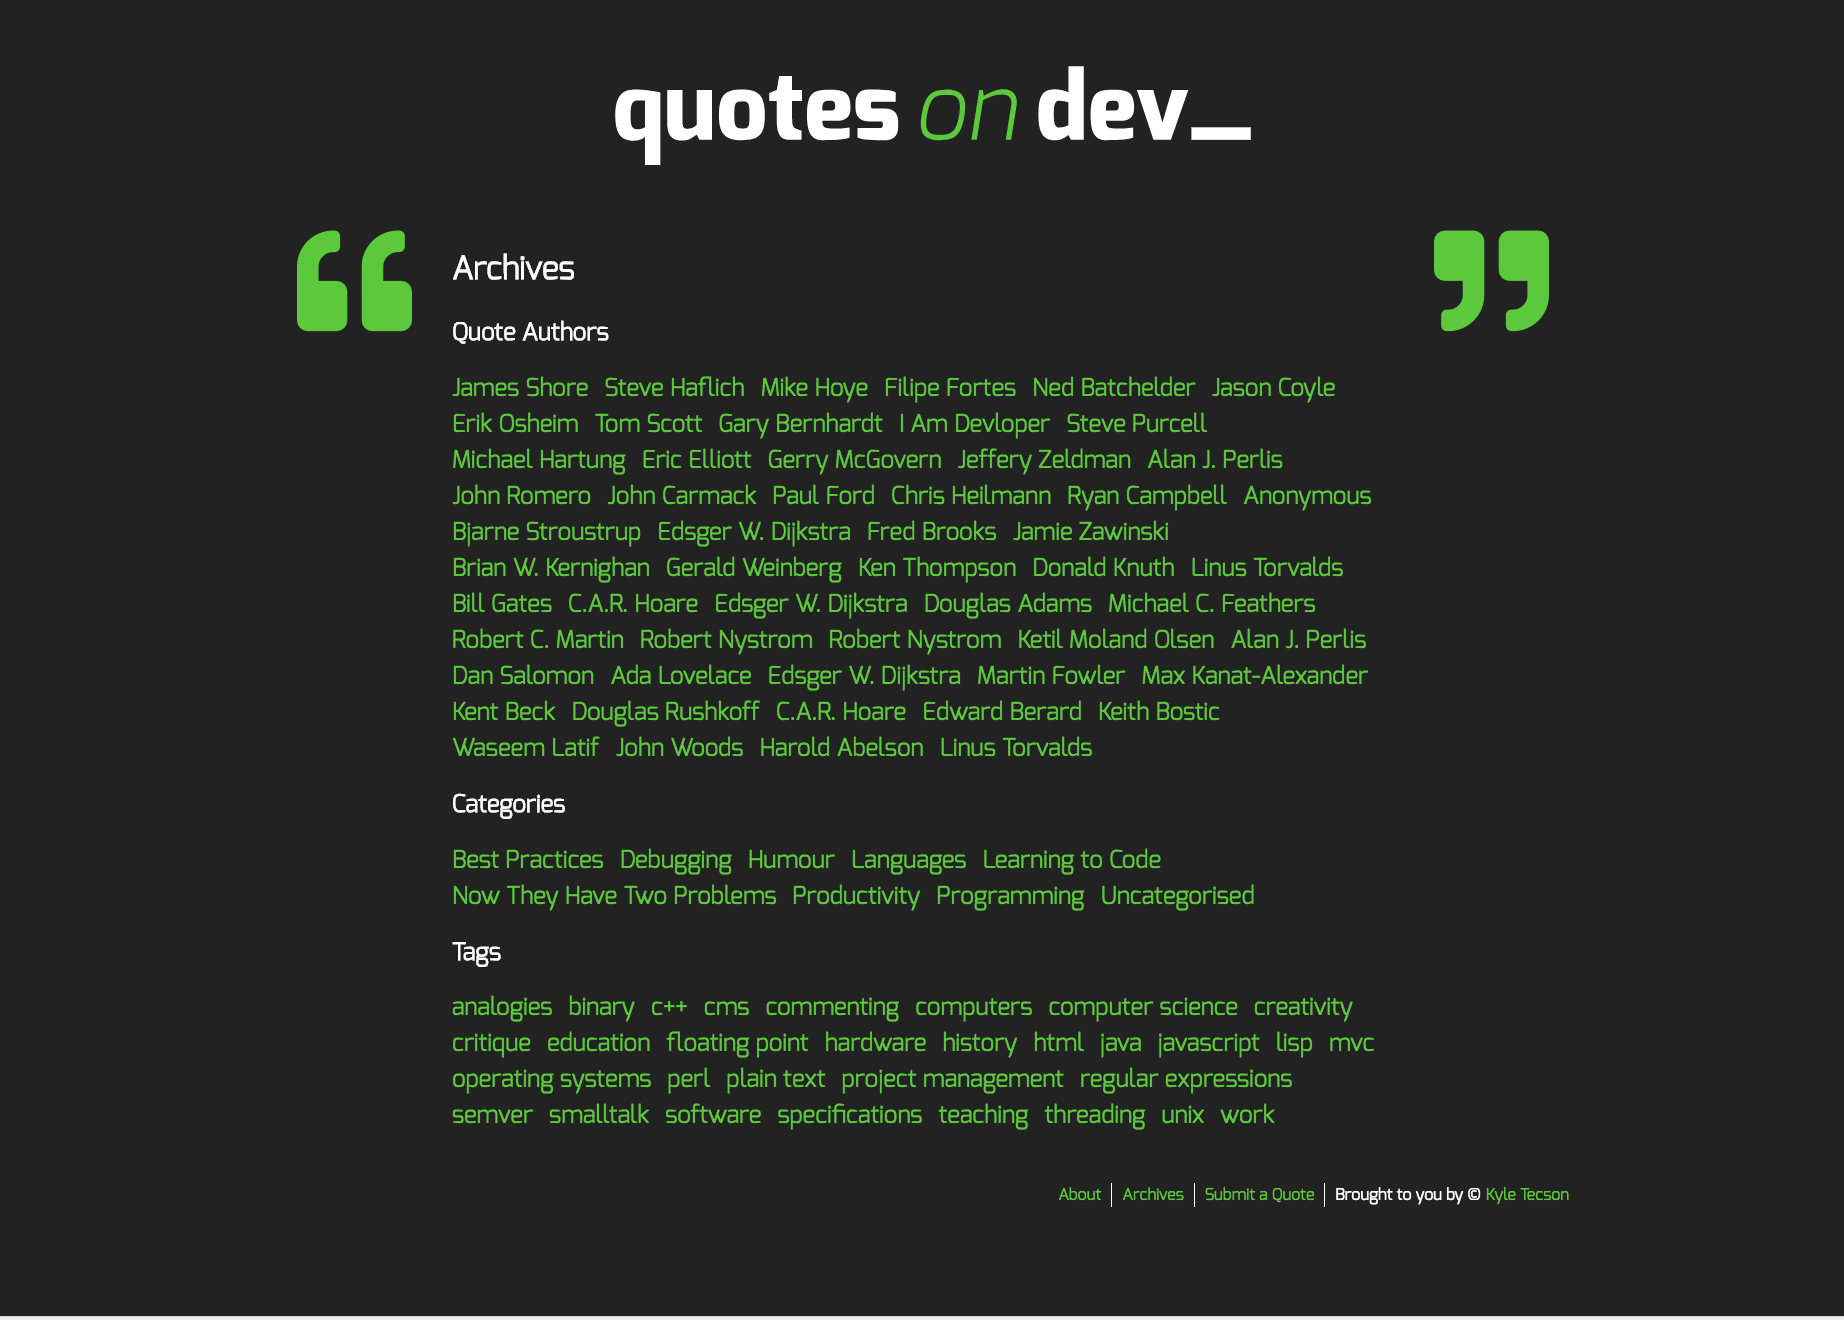 quotes on dev_
Archives
Quote Authors
James Shore Steve Haflich Mike Hoye Filipe Fortes Ned Batchelder Jason Coyle
Erik Osheim Tom Scott Gary Bernhardt I Am Devloper Steve Purcell
Michael Hartung Eric Elliott Gerry McGovern Jeffery Zeldman Alan J. Perlis
John Romero John Carmack Paul Ford Chris Heilmann Ryan Campbell Anonymous
Bjarne Stroustrup Edsger W. Dijkstra Fred Brooks Jamie Zawinski
Brian W. Kernighan Gerald Weinberg Ken Thompson Donald Knuth Linus Torvalds
Bill Gates C.A.R. Hoare Edsger W. Dijkstra Douglas Adams Michael C. Feathers
Robert C. Martin Robert Nystrom Robert Nystrom Ketil Moland Olsen Alan J. Perlis
Dan Salomon Ada Lovelace Edsger W. Dijkstra Martin Fowler Max Kanat-Alexander
Kent Beck Douglas Rushkoff C.A.R. Hoare Edward Berard Keith Bostic
Waseem Latif John Woods Harold Abelson Linus Torvalds
Categories
Best Practices Debugging Humour Languages Learning to Code
Now They Have Two Problems Productivity Programming Uncategorised
Tags
analogies binary c++ cms commenting computers computer science creativity
critique education floating point hardware history html java javascript lisp mvc
operating systems perl plain text project management regular expressions
semver smalltalk software specifications teaching threading unix work
About Archives Submit a Quote Brought to you by © Kyle Tecson